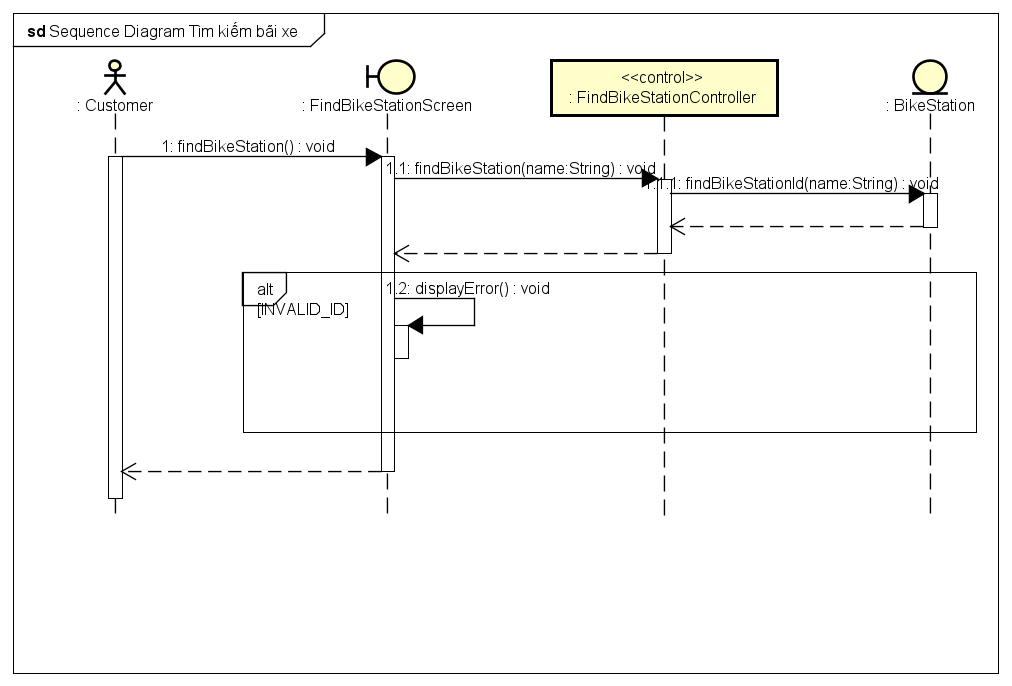 sd Sequence Diagram Tìm kiếm bãi xe
: Customer
: FindBikeStationScreen
<<control>>
: FindBikeStationController
: BikeStation
1: findBikeStation() : void
1.1: findBikeStation(name:String) : void
1.1.1: findBikeStationId(name:String) : void
alt
[INVALID_ID]
1.2: displayError() : void